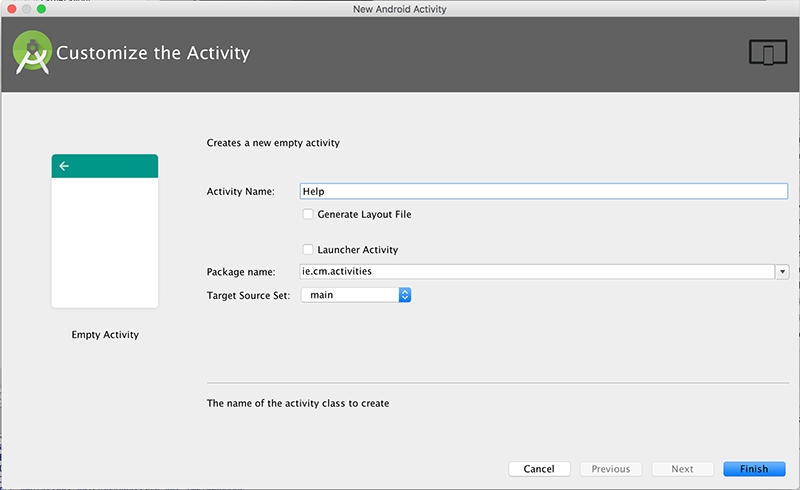 New Android Activity
Customize the Activity
Creates a new empty activity
Activity Name: Help
Generate Layout File
Launcher Activity
Package name: ie.cm.activities
Target Source Set: main
Empty Activity
The name of the activity class to create
Cancel Previous Next Finish